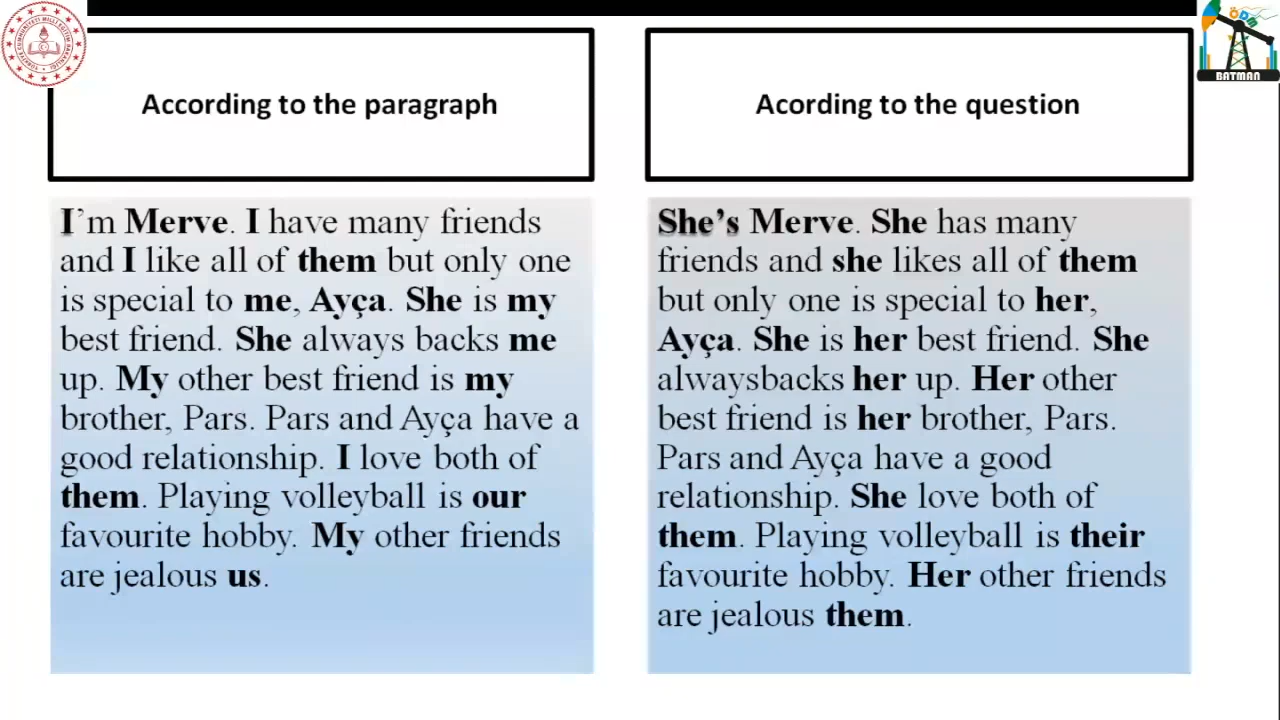 According to the paragraph
I'm Merve. I have many friends
and I like all of them but only one
is special to me, Ayça. She is my
best friend. She always backs me
up. My other best friend is my
brother, Pars. Pars and Ayça have a
good relationship. I love both of
them. Playing volleyball is our
favourite hobby. My other friends
are jealous us.
Acording to the question
She's Merve. She has many
friends and she likes all of them
but only one is special to her,
Ayça. She is her best friend. She
alwaysbacks her up. Her other
best friend is her brother, Pars.
Pars and Ayça have a good
relationship. She love both of
them. Playing volleyball is their
favourite hobby. Her other friends
are jealous them.
ÖDM
BATMAN